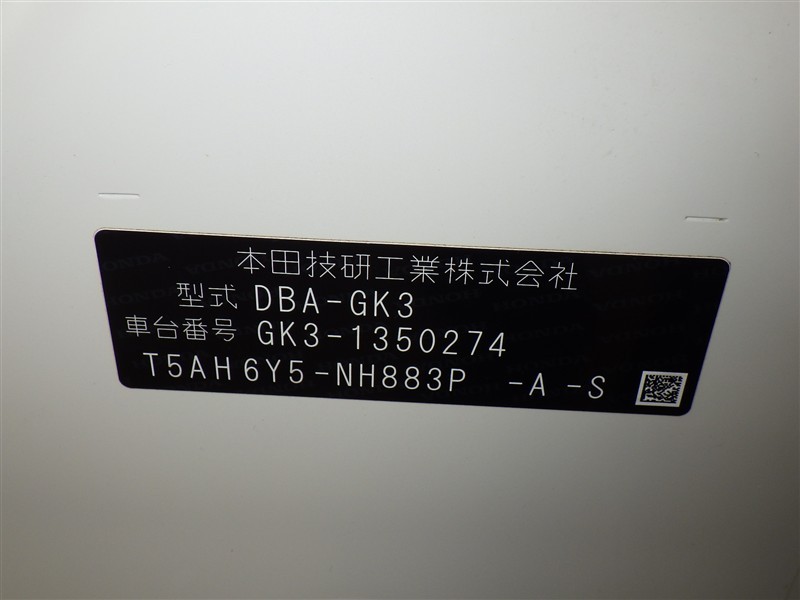 本田技研工業株式会社
型式 DBA-GK3
車台番号 GK3-1350274
T5AH6Y5-NH883P -A -S